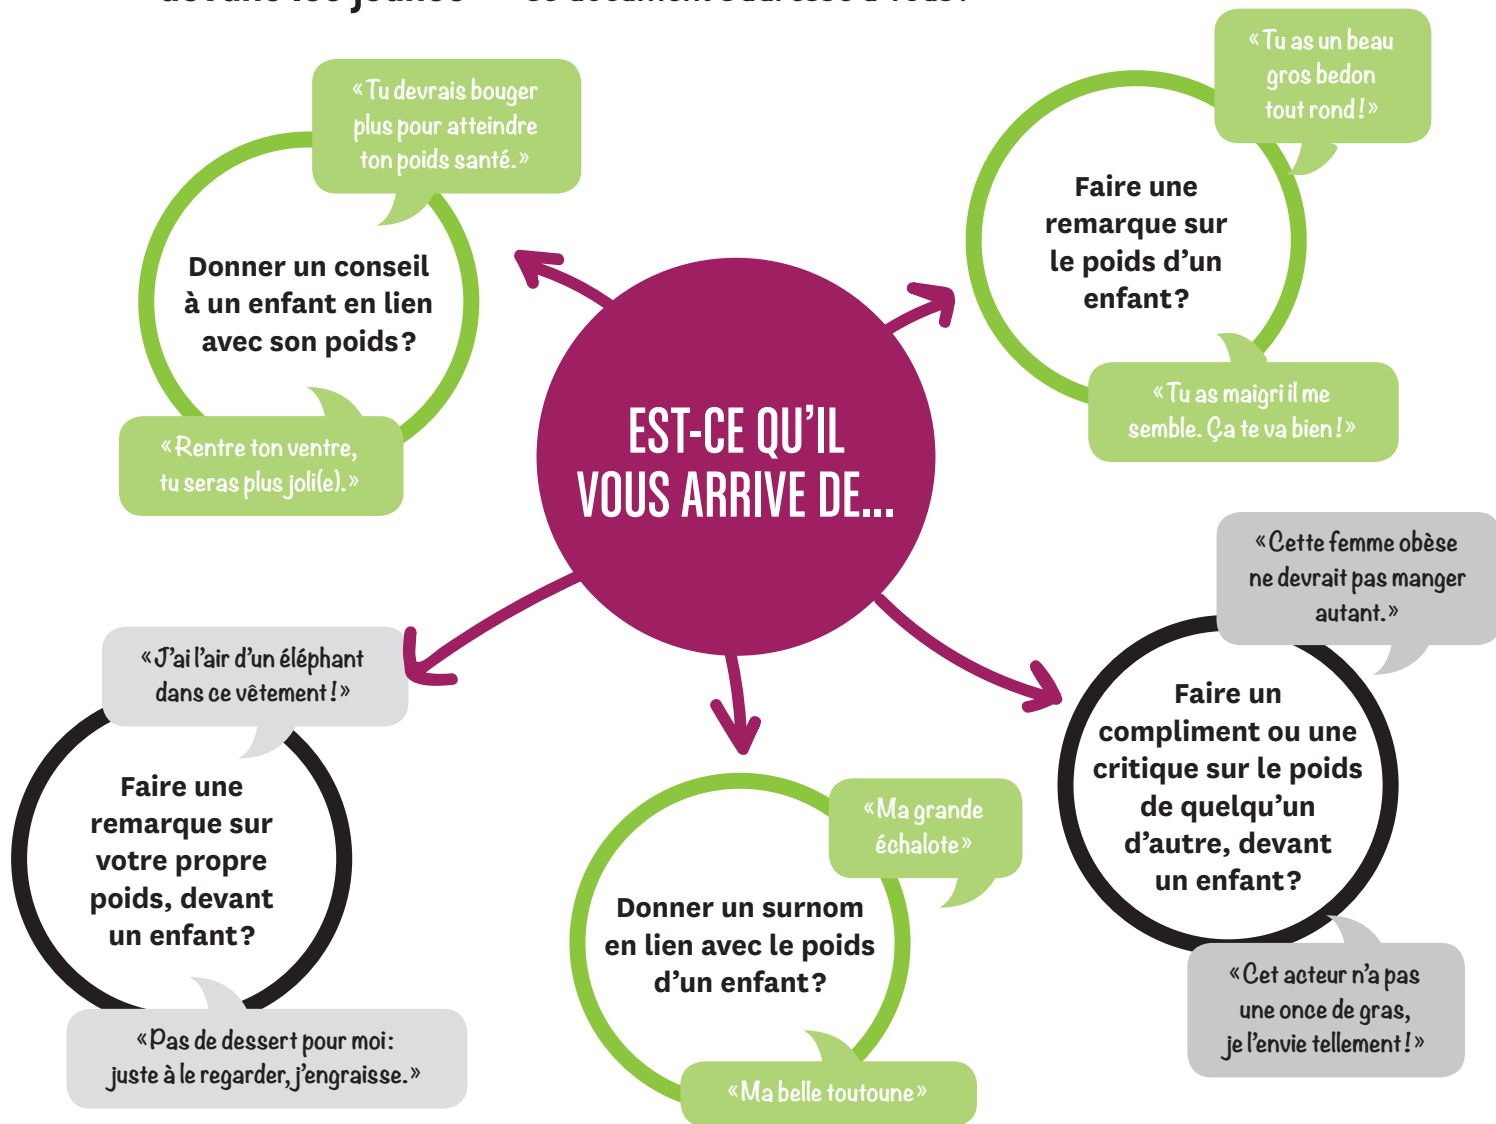 devant les jeunes
Ce document s'adresse à vous!
«Tu devrais bouger
plus pour atteindre
ton poids santé.»
Donner un conseil
à un enfant en lien
avec son poids?
«Rentre ton ventre,
tu seras plus joli(e).»
«Tu as un beau
gros bedon
tout rond!»
Faire une
remarque sur
le poids d'un
enfant?
«Tu as maigri il me
semble. Ça te va bien!»
EST-CE QU'IL
VOUS ARRIVE DE...
«J'ai l'air d'un éléphant
dans ce vêtement!»
Faire une
remarque sur
votre propre
poids, devant
un enfant?
«Pas de dessert pour moi:
juste à le regarder, j'engraisse.»
«Ma grande
échalote»
Donner un surnom
en lien avec le poids
d'un enfant?
«Ma belle toutoune»
«Cette femme obèse
ne devrait pas manger
autant.»
Faire un
compliment ou une
critique sur le poids
de quelqu'un
d'autre, devant
un enfant?
«Cet acteur n'a pas
une once de gras,
je l'envie tellement!»